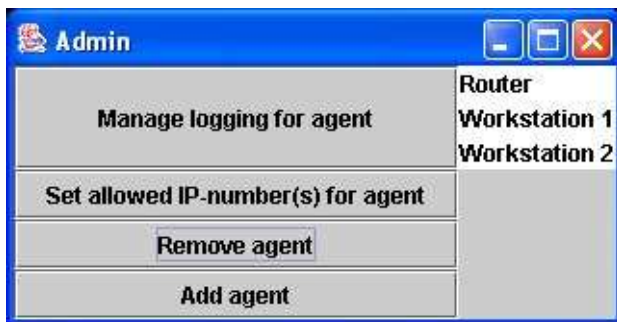 Admin
Manage logging for agent
Router
Workstation 1
Workstation 2
Set allowed IP-number(s) for agent
Remove agent
Add agent